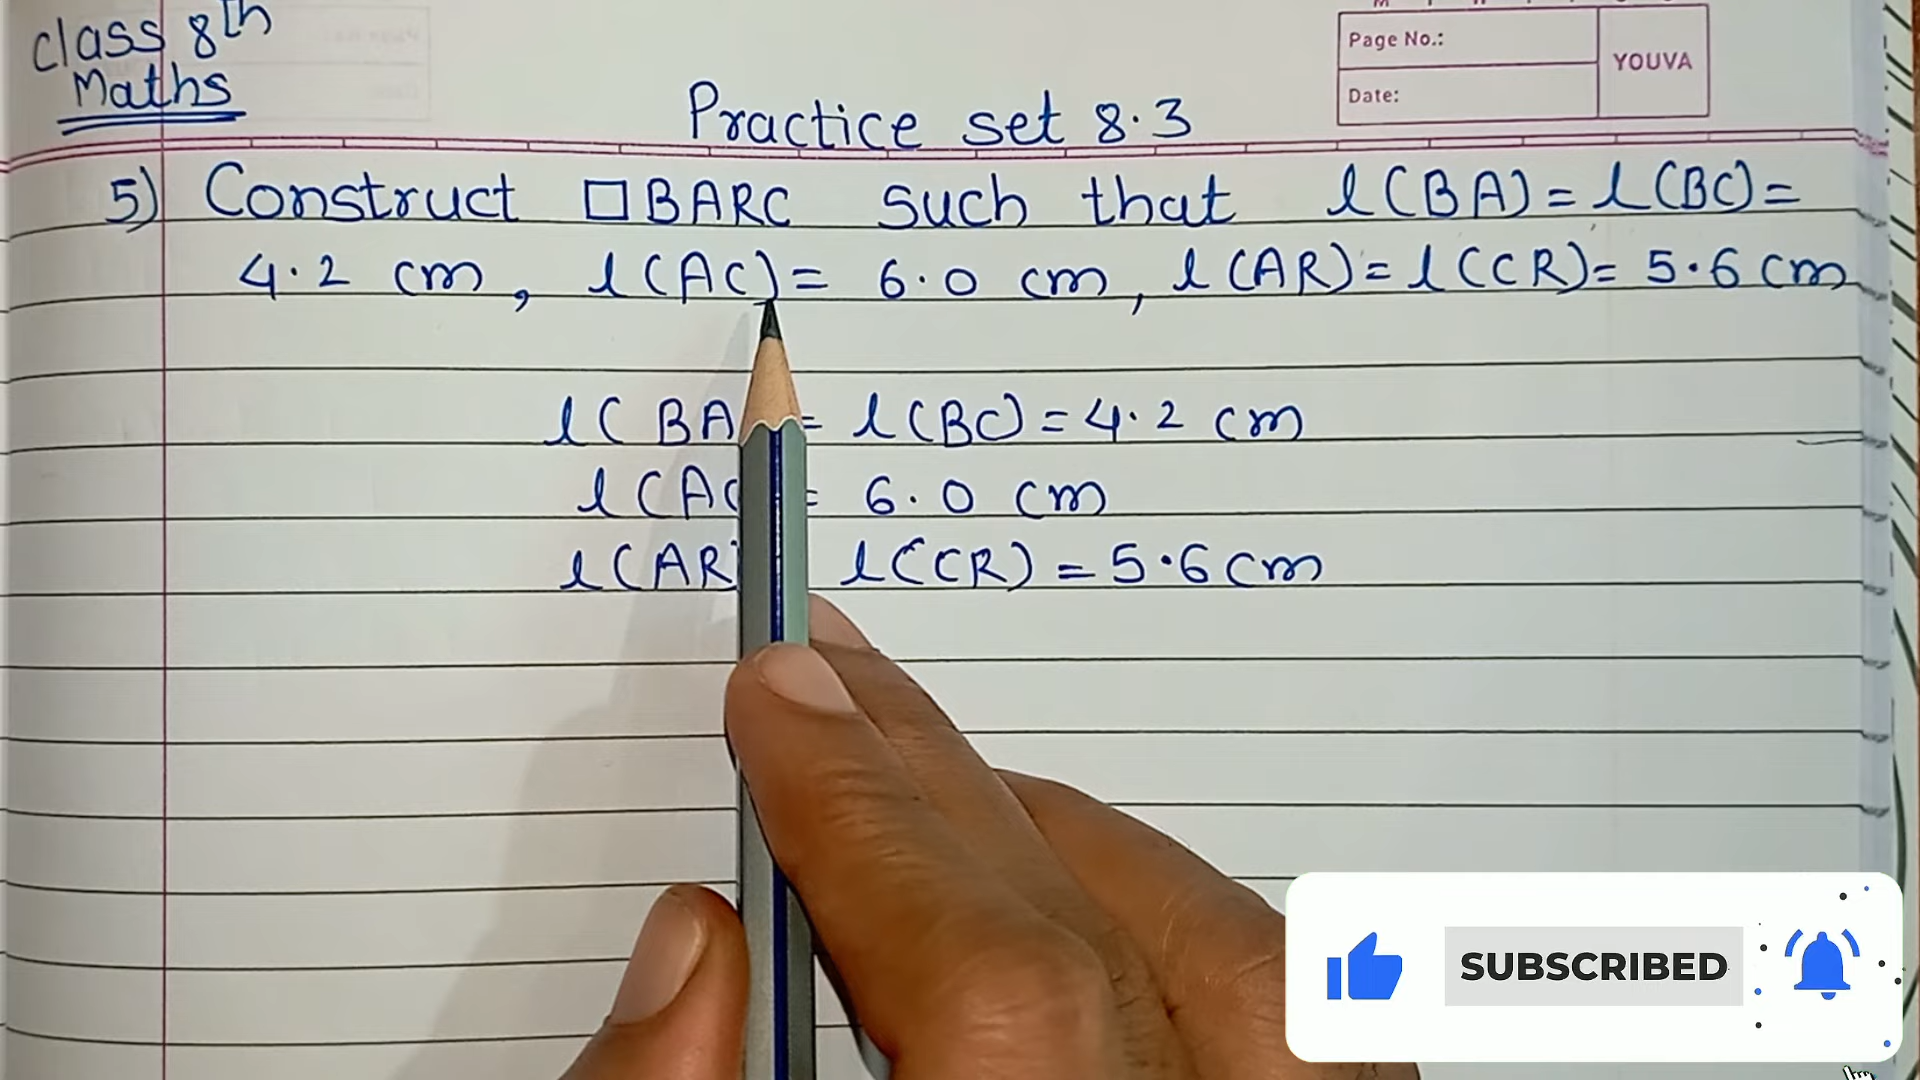 class 8th
Maths
Page No.:
YOUVA
Date:
Practice set 8.3
5) Construct □BARC such that l(BA)=l(BC)=
4.2 cm, l(AC)= 6.0 cm, l(AR)=l(CR)= 5.6 cm
l(BA = l(BC)=4.2 cm
l(AC = 6.0 cm
l(AR) l(CR)=5.6cm
SUBSCRIBED